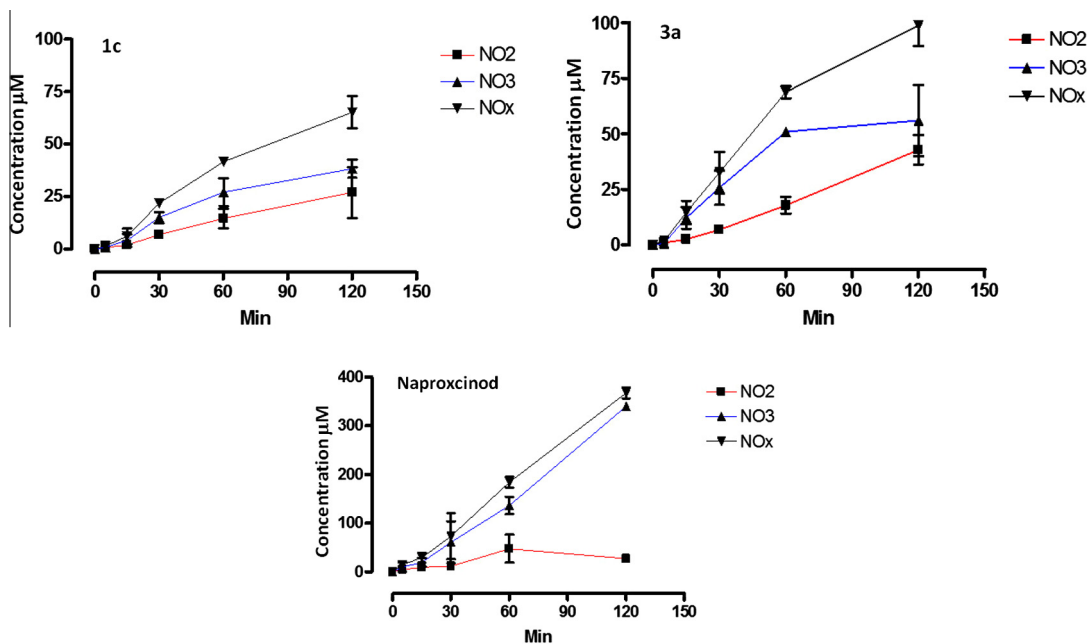 1c
Concentration µM
100
75
50
25
0
0 30 60 90 120 150
Min
NO2
NO3
NOx
3a
Concentration µM
100
75
50
25
0
0 30 60 90 120 150
Min
NO2
NO3
NOx
Naproxcinod
Concentration µM
400
300
200
100
0
0 30 60 90 120 150
Min
NO2
NO3
NOx